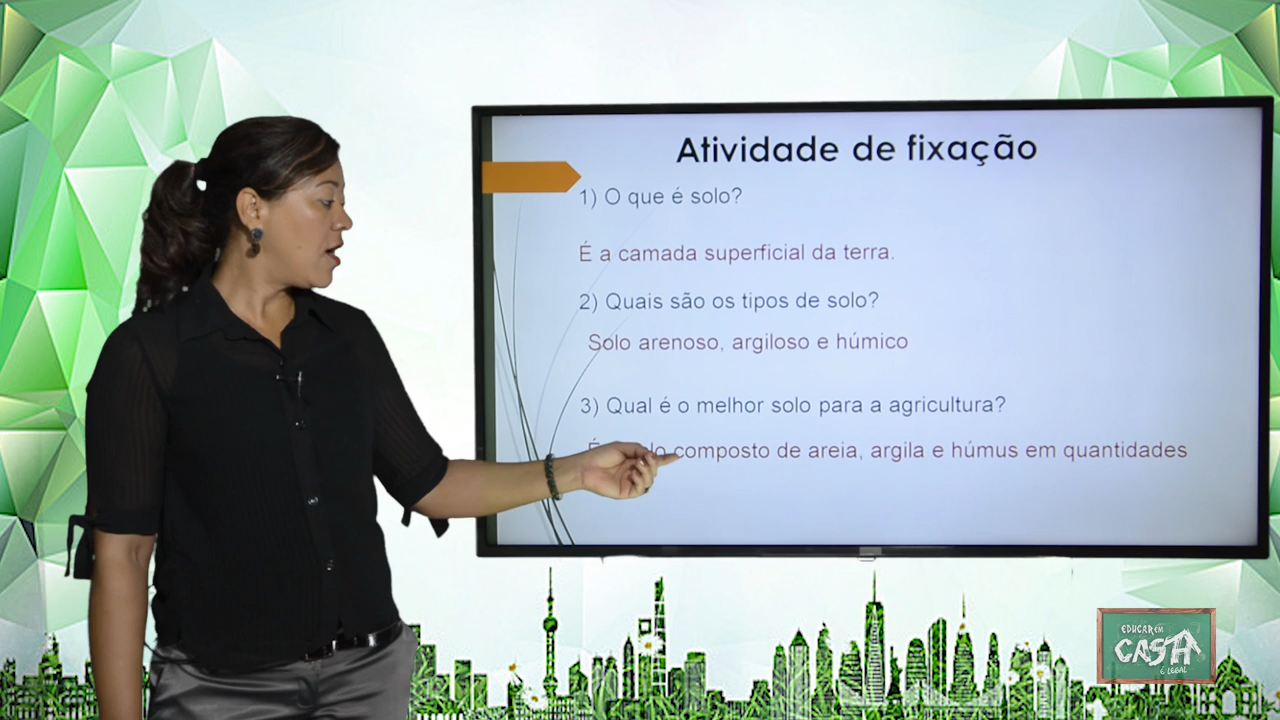 Atividade de fixação
1) O que é solo?
É a camada superficial da terra.
2) Quais são os tipos de solo?
Solo arenoso, argiloso e húmico
3) Qual é o melhor solo para a agricultura?
É composto de areia, argila e húmus em quantidades
EDUCAR EM
CASA
É LEGAL